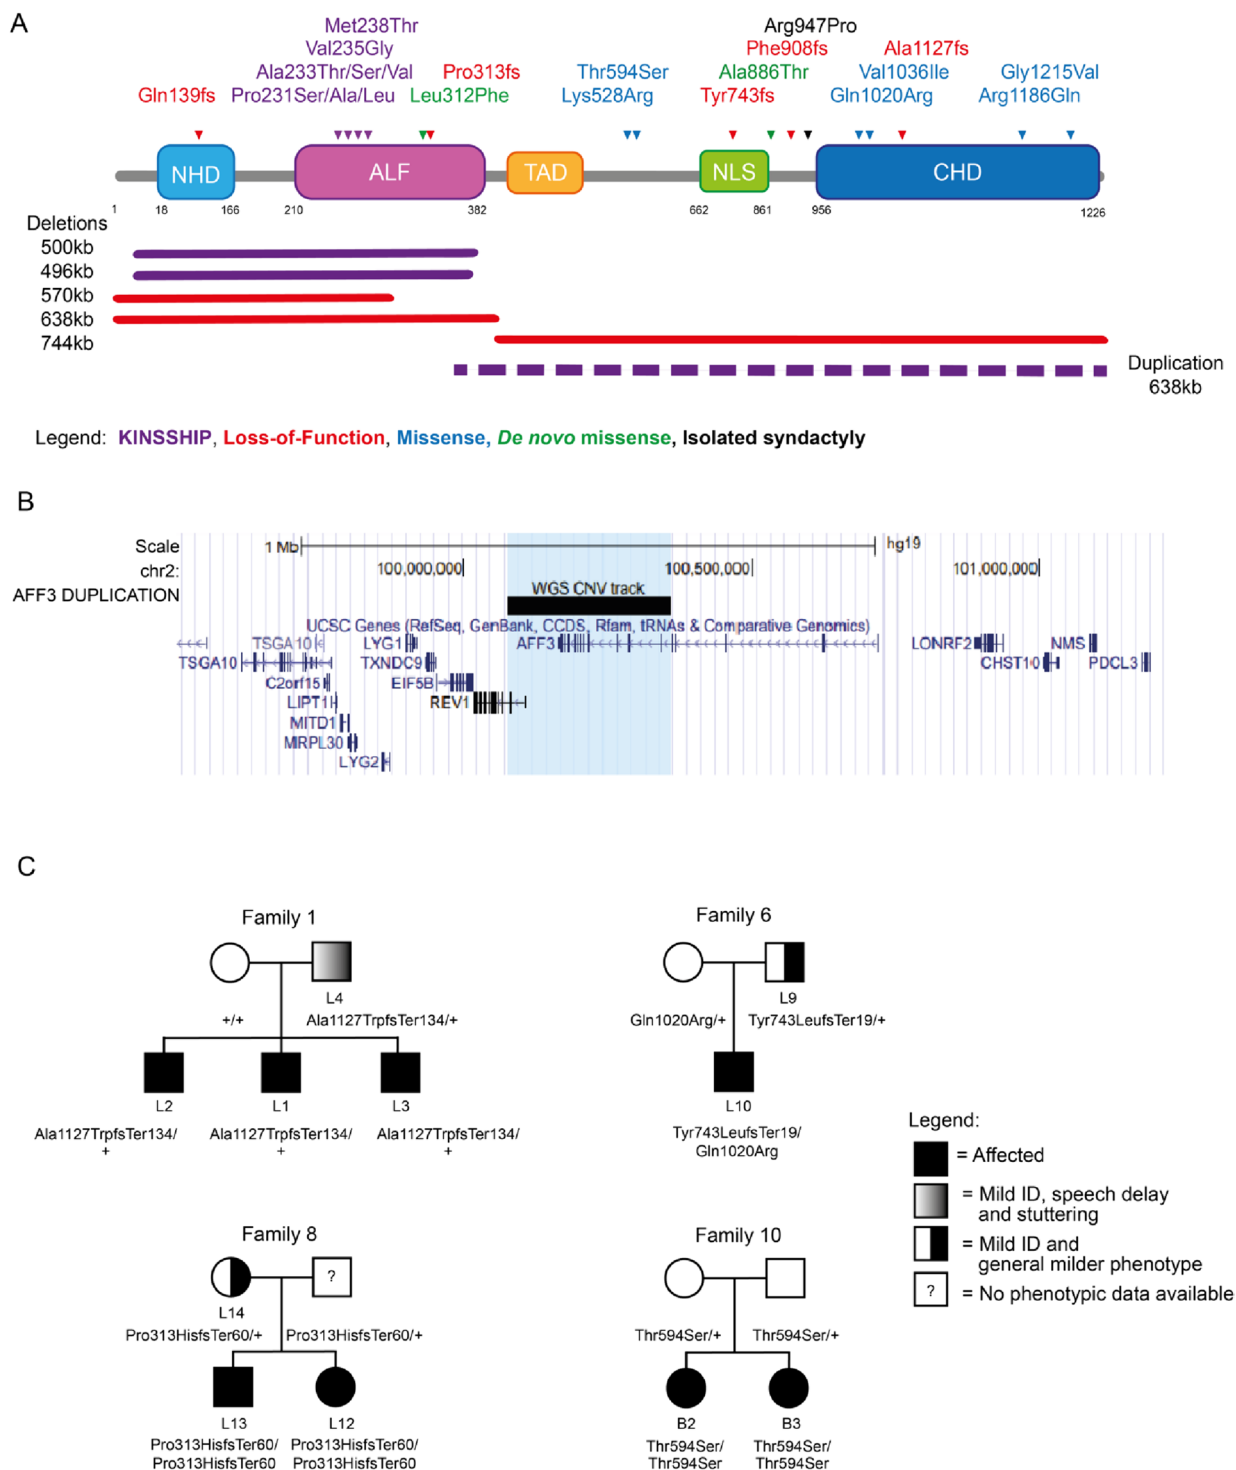 A
Met238Thr
Arg947Pro
Val235Gly
Phe908fs
Ala1127fs
Ala233Thr/Ser/Val
Pro313fs
Thr594Ser
Ala886Thr
Val1036Ile
Gly1215Val
Gln139fs
Pro231Ser/Ala/Leu
Leu312Phe
Lys528Arg
Tyr743fs
Gln1020Arg
Arg1186Gln
NHD
ALF
TAD
NLS
CHD
1
18
166
210
382
662
861
956
1226
Deletions
500kb
496kb
570kb
638kb
744kb
Duplication
638kb
Legend: KINSSHIP, Loss-of-Function, Missense, De novo missense, Isolated syndactyly
B
Scale
1 Mb
hg19
chr2:
100,000,000
100,500,000
101,000,000
AFF3 DUPLICATION
WGS CNV track
UCSC Genes (RefSeq, GenBank, CCDS, Rfam, tRNAs & Comparative Genomics)
TSGA10
LYG1
AFF3
LONRF2
NMS
TSGA10
TXNDC9
CHST10
PDCL3
C2orf15
EIF5B
LIPT1
REV1
MITD1
MRPL30
LYG2
C
Family 1
L4
+/+
Ala1127TrpfsTer134/+
L2
L1
L3
Ala1127TrpfsTer134/
+
Ala1127TrpfsTer134/
+
Ala1127TrpfsTer134/
+
Family 6
L9
Gln1020Arg/+
Tyr743LeufsTer19/+
L10
Tyr743LeufsTer19/
Gln1020Arg
Family 8
?
L14
Pro313HisfsTer60/+
Pro313HisfsTer60/+
L13
L12
Pro313HisfsTer60/
Pro313HisfsTer60
Pro313HisfsTer60/
Pro313HisfsTer60
Family 10
Thr594Ser/+
Thr594Ser/+
B2
B3
Thr594Ser/
Thr594Ser
Thr594Ser/
Thr594Ser
Legend:
= Affected
= Mild ID, speech delay
and stuttering
= Mild ID and
general milder phenotype
?
= No phenotypic data available